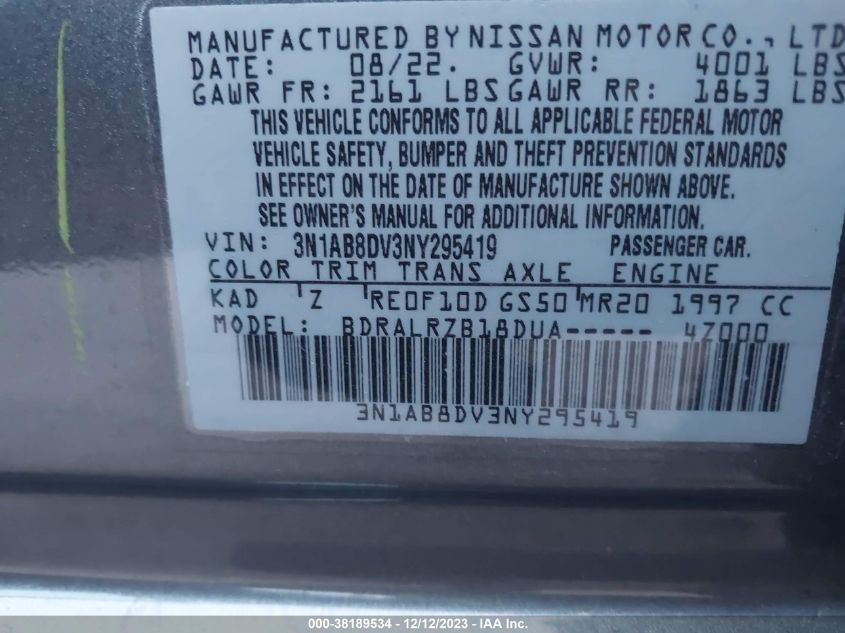 MANUFACTURED BY NISSAN MOTOR CO., LTD
DATE: 08/22. GVWR: 4001 LBS
GAWR FR: 2161 LBS GAWR RR: 1863 LBS
THIS VEHICLE CONFORMS TO ALL APPLICABLE FEDERAL MOTOR
VEHICLE SAFETY, BUMPER AND THEFT PREVENTION STANDARDS
IN EFFECT ON THE DATE OF MANUFACTURE SHOWN ABOVE.
SEE OWNER'S MANUAL FOR ADDITIONAL INFORMATION.
VIN: 3N1AB8DV3NY295419 PASSENGER CAR.
COLOR TRIM TRANS AXLE ENGINE
KAD Z RE0F10D GS50 MR20 1997 CC
MODEL: BDRALRZB18DUA----- 4Z000
3N1AB8DV3NY295419
000-38189534 - 12/12/2023 - IAA Inc.